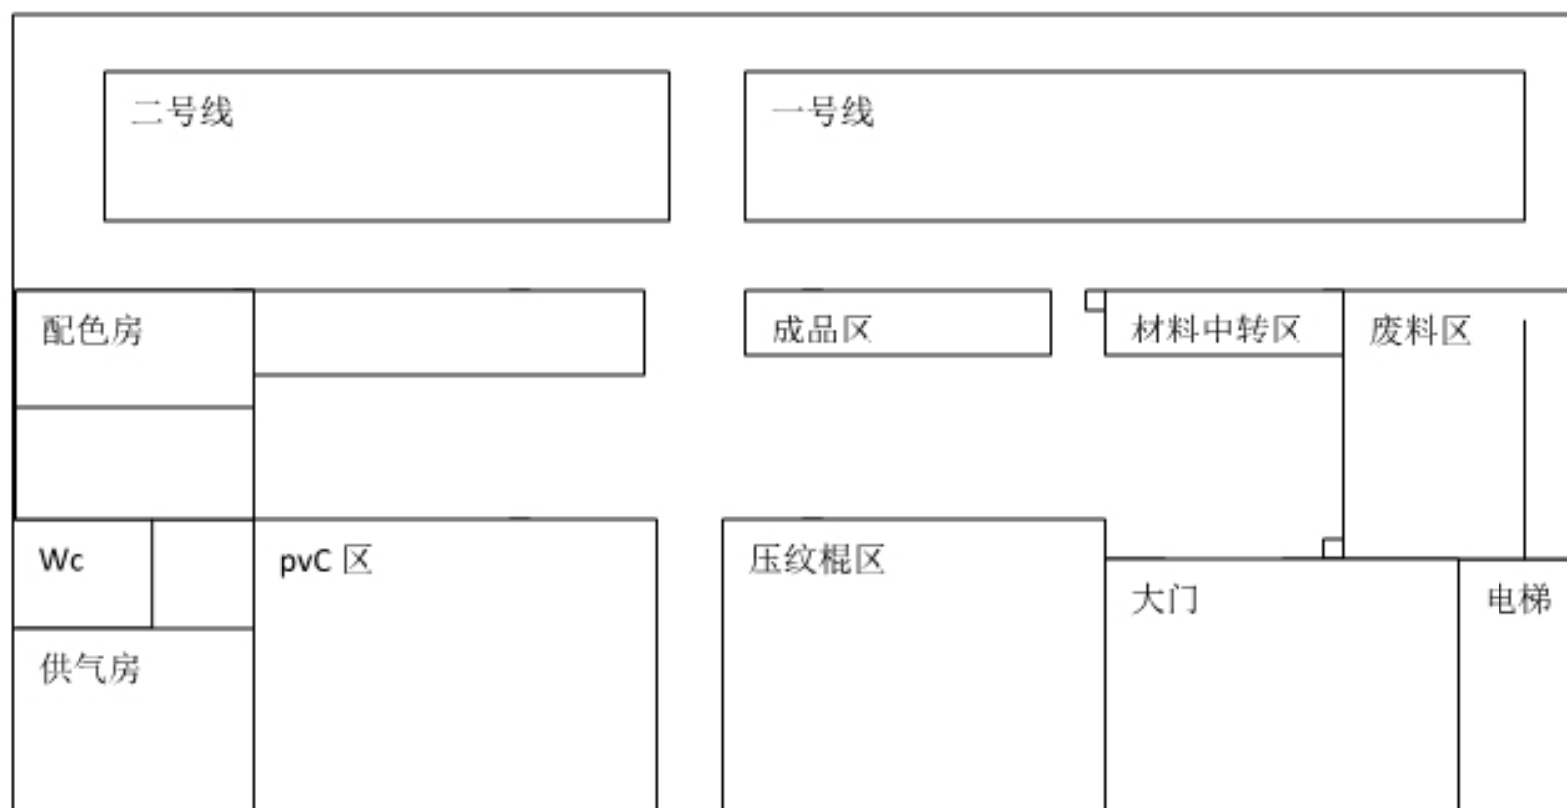 二号线
一号线
配色房
成品区
材料中转区
废料区
Wc
pvC 区
压纹棍区
大门
电梯
供气房